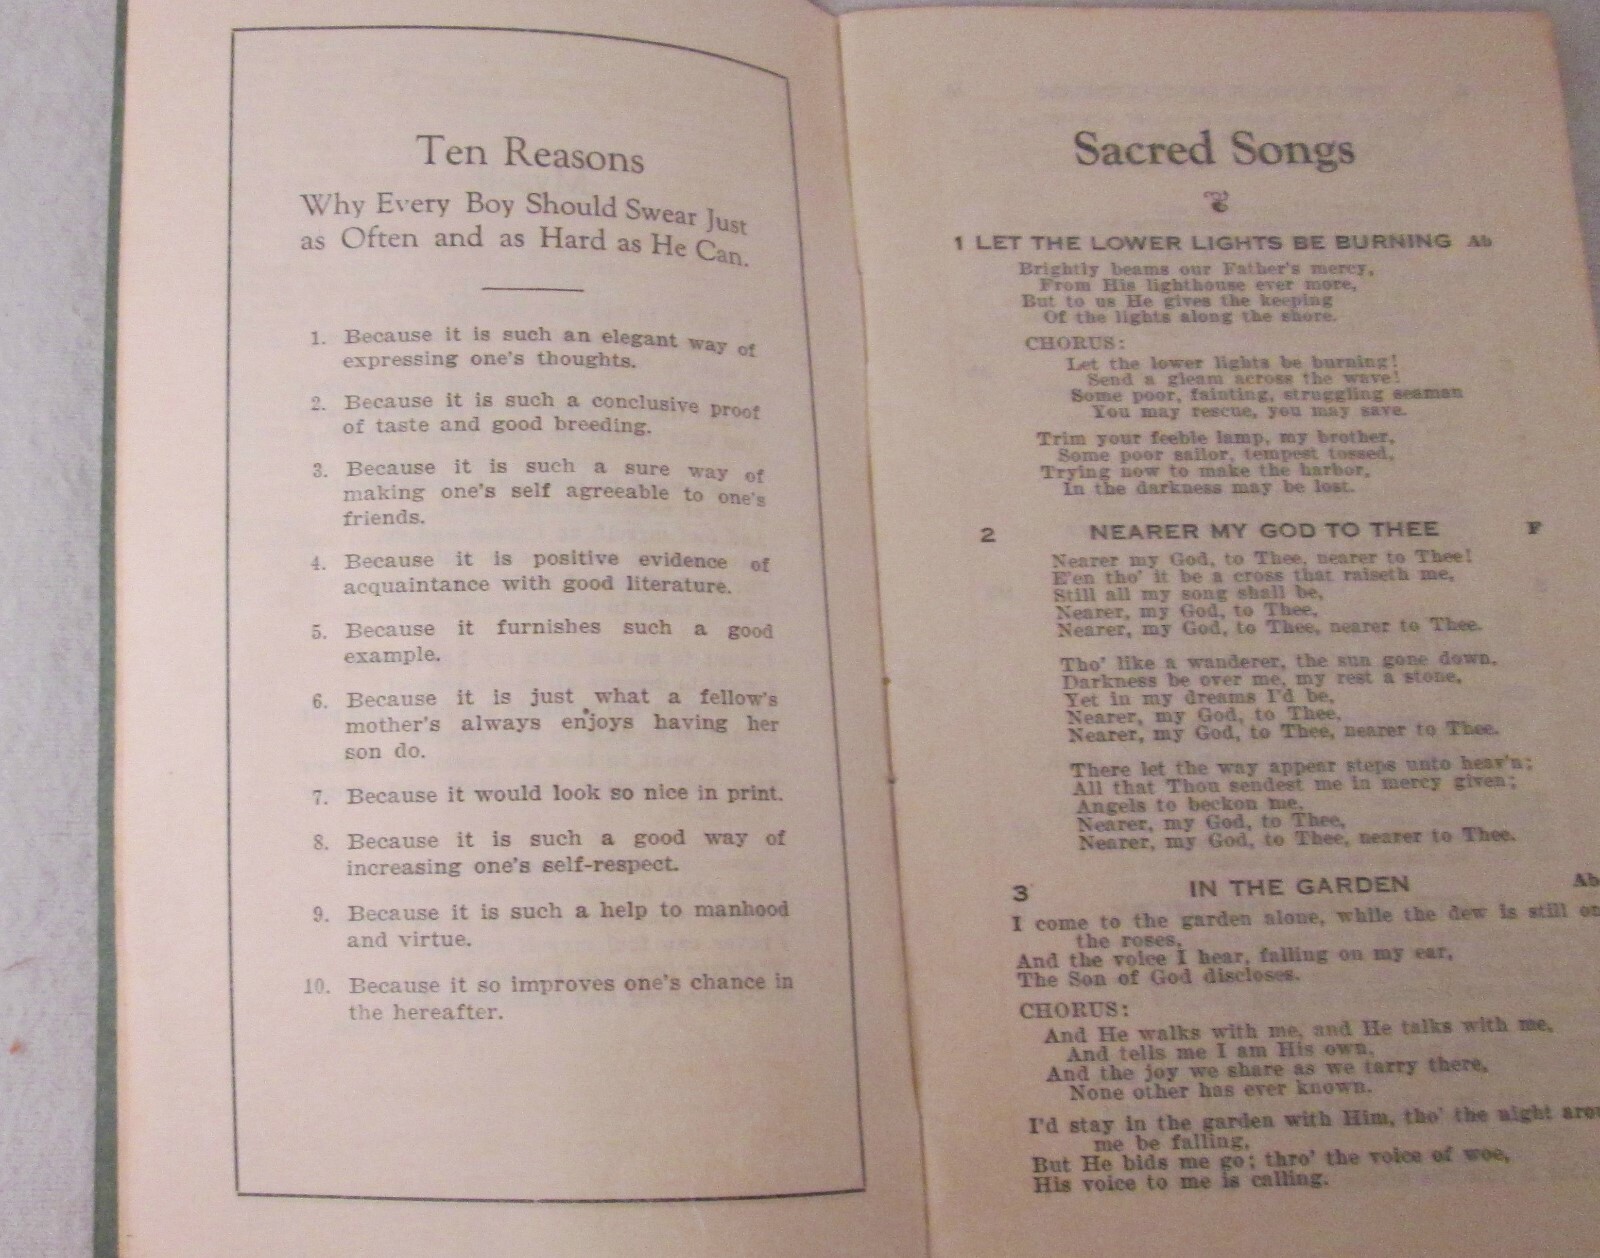 Ten Reasons
Why Every Boy Should Swear Just
as Often and as Hard as He Can.
1. Because it is such an elegant way of
expressing one's thoughts.
2. Because it is such a conclusive proof
of taste and good breeding.
3. Because it is such a sure way of
making one's self agreeable to one's
friends.
4. Because it is positive evidence of
acquaintance with good literature.
5. Because it furnishes such a good
example.
6. Because it is just what a fellow's
mother's always enjoys having her
son do.
7. Because it would look so nice in print.
8. Because it is such a good way of
increasing one's self-respect.
9. Because it is such a help to manhood
and virtue.
10. Because it so improves one's chance in
the hereafter.
Sacred Songs
1 LET THE LOWER LIGHTS BE BURNING Ab
Brightly beams our Father's mercy,
From His lighthouse ever more,
But to us He gives the keeping
Of the lights along the shore.
CHORUS:
Let the lower lights be burning!
Send a gleam across the wave!
Some poor, fainting, struggling seaman
You may rescue, you may save.
Trim your feeble lamp, my brother,
Some poor sailor, tempest tossed,
Trying now to make the harbor,
In the darkness may be lost.
2 NEARER MY GOD TO THEE F
Nearer my God, to Thee, nearer to Thee!
E'en tho' it be a cross that raiseth me,
Still all my song shall be,
Nearer, my God, to Thee,
Nearer, my God, to Thee, nearer to Thee.
Tho' like a wanderer, the sun gone down,
Darkness be over me, my rest a stone,
Yet in my dreams I'd be,
Nearer, my God, to Thee,
Nearer, my God, to Thee, nearer to Thee.
There let the way appear steps unto heav'n;
All that Thou sendest me in mercy given;
Angels to beckon me,
Nearer, my God, to Thee,
Nearer, my God, to Thee, nearer to Thee.
3 IN THE GARDEN Ab
I come to the garden alone, while the dew is still on
the roses,
And the voice I hear, falling on my ear,
The Son of God discloses.
CHORUS:
And He walks with me, and He talks with me,
And tells me I am His own,
And the joy we share as we tarry there,
None other has ever known.
I'd stay in the garden with Him, tho' the night arou
me be falling,
But He bids me go; thro' the voice of woe,
His voice to me is calling.